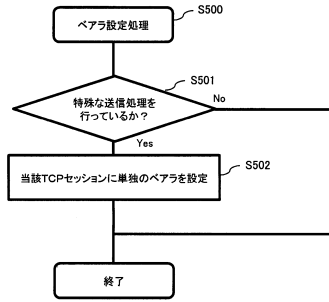 ベアラ設定処理
S500
S501
特殊な送信処理を
行っているか？
No
Yes
S502
当該TCPセッションに単独のベアラを設定
終了